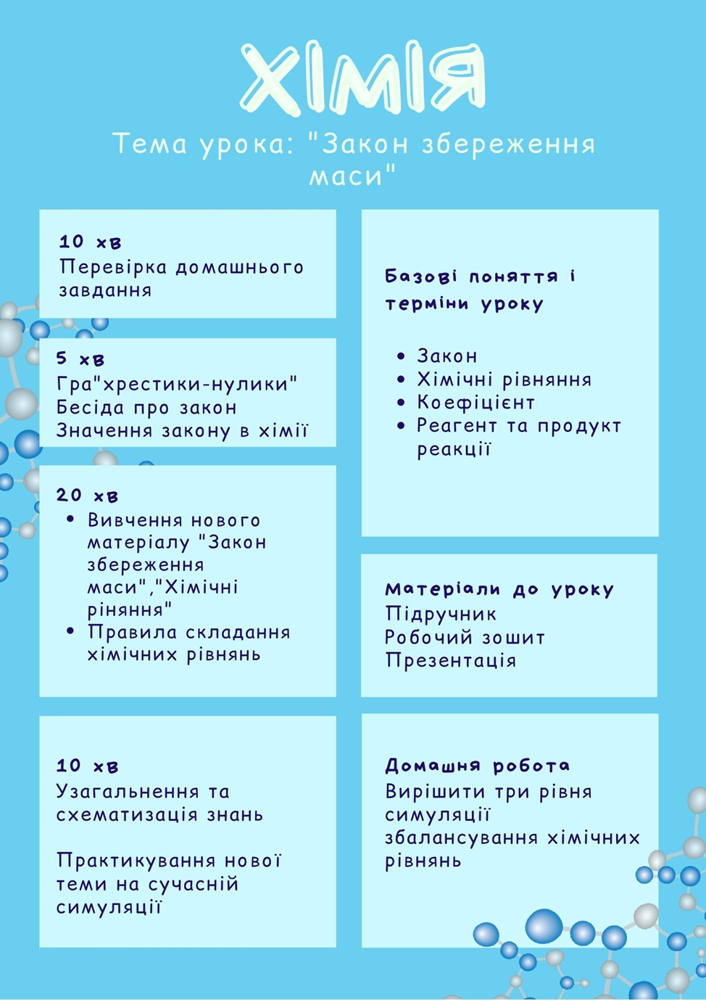 ХІМІЯ
Тема урока: "Закон збереження
маси"
10 хв
Перевірка домашнього
завдання
5 хв
Гра"хрестики-нулики"
Бесіда про закон
Значення закону в хімії
20 хв
• Вивчення нового
матеріалу "Закон
збереження
маси","Хімічні
ріняння"
• Правила складання
хімічних рівнянь
10 хв
Узагальнення та
схематизація знань
Практикування нової
теми на сучасній
симуляції
Базові поняття і
терміни уроку
• Закон
• Хімічні рівняння
• Коефіцієнт
• Реагент та продукт
реакції
Матеріали до уроку
Підручник
Робочий зошит
Презентація
Домашня робота
Вирішити три рівня
симуляції
збалансування хімічних
рівнянь